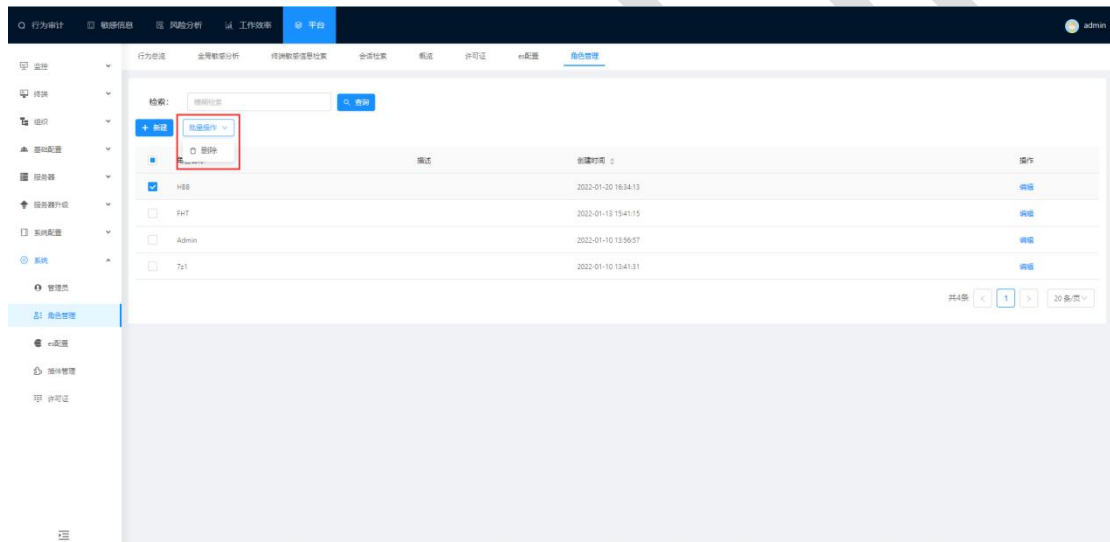 行为审计 敏感信息 风险分析 工作效率 平台 admin
监控 行为总览 全局敏感分析 终端敏感信息检索 会话检索 概览 许可证 es配置 角色管理
终端
检索: 模糊检索 查询
组织
+ 新建 批量操作
基础配置
删除
描述 创建时间 操作
服务器
HBB 2022-01-20 16:34:13 编辑
服务器升级
FHT 2022-01-13 15:41:15 编辑
系统配置
Admin 2022-01-10 13:56:57 编辑
系统
7z1 2022-01-10 13:41:31 编辑
管理员
共4条 < 1 > 20 条/页
角色管理
es配置
插件管理
许可证